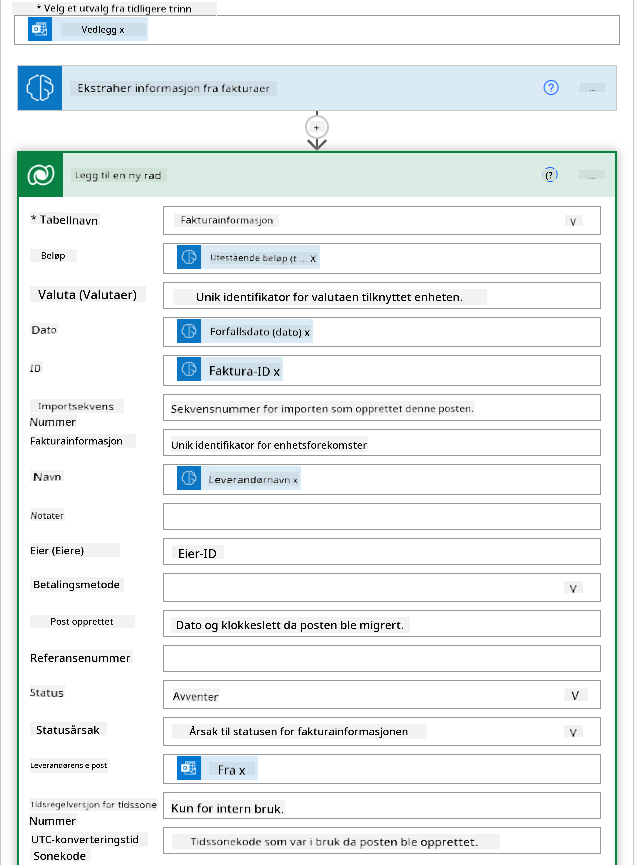 * Velg et utvalg fra tidligere trinn
Vedlegg x
Ekstraher informasjon fra fakturaer
?
...
+
Legg til en ny rad
(?
...
* Tabellnavn
Fakturainformasjon
V
Beløp
Utestående beløp (t ... X
Valuta (Valutaer)
Unik identifikator for valutaen tilknyttet enheten.
Dato
Forfallsdato (dato) x
ID
Faktura-ID x
Importsekvens
Nummer
Sekvensnummer for importen som opprettet denne posten.
Fakturainformasjon
Unik identifikator for enhetsforekomster
Navn
Leverandørnavn x
Notater
Eier (Eiere)
Eier-ID
Betalingsmetode
V
Post opprettet
Dato og klokkeslett da posten ble migrert.
Referansenummer
Status
Avventer
V
Statusårsak
Årsak til statusen for fakturainformasjonen
V
Leverandørens e post
Fra x
Tidsregelversjon for tidssone
Nummer
Kun for intern bruk.
UTC-konverteringstid
Sonekode
Tidssonekode som var i bruk da posten ble opprettet.